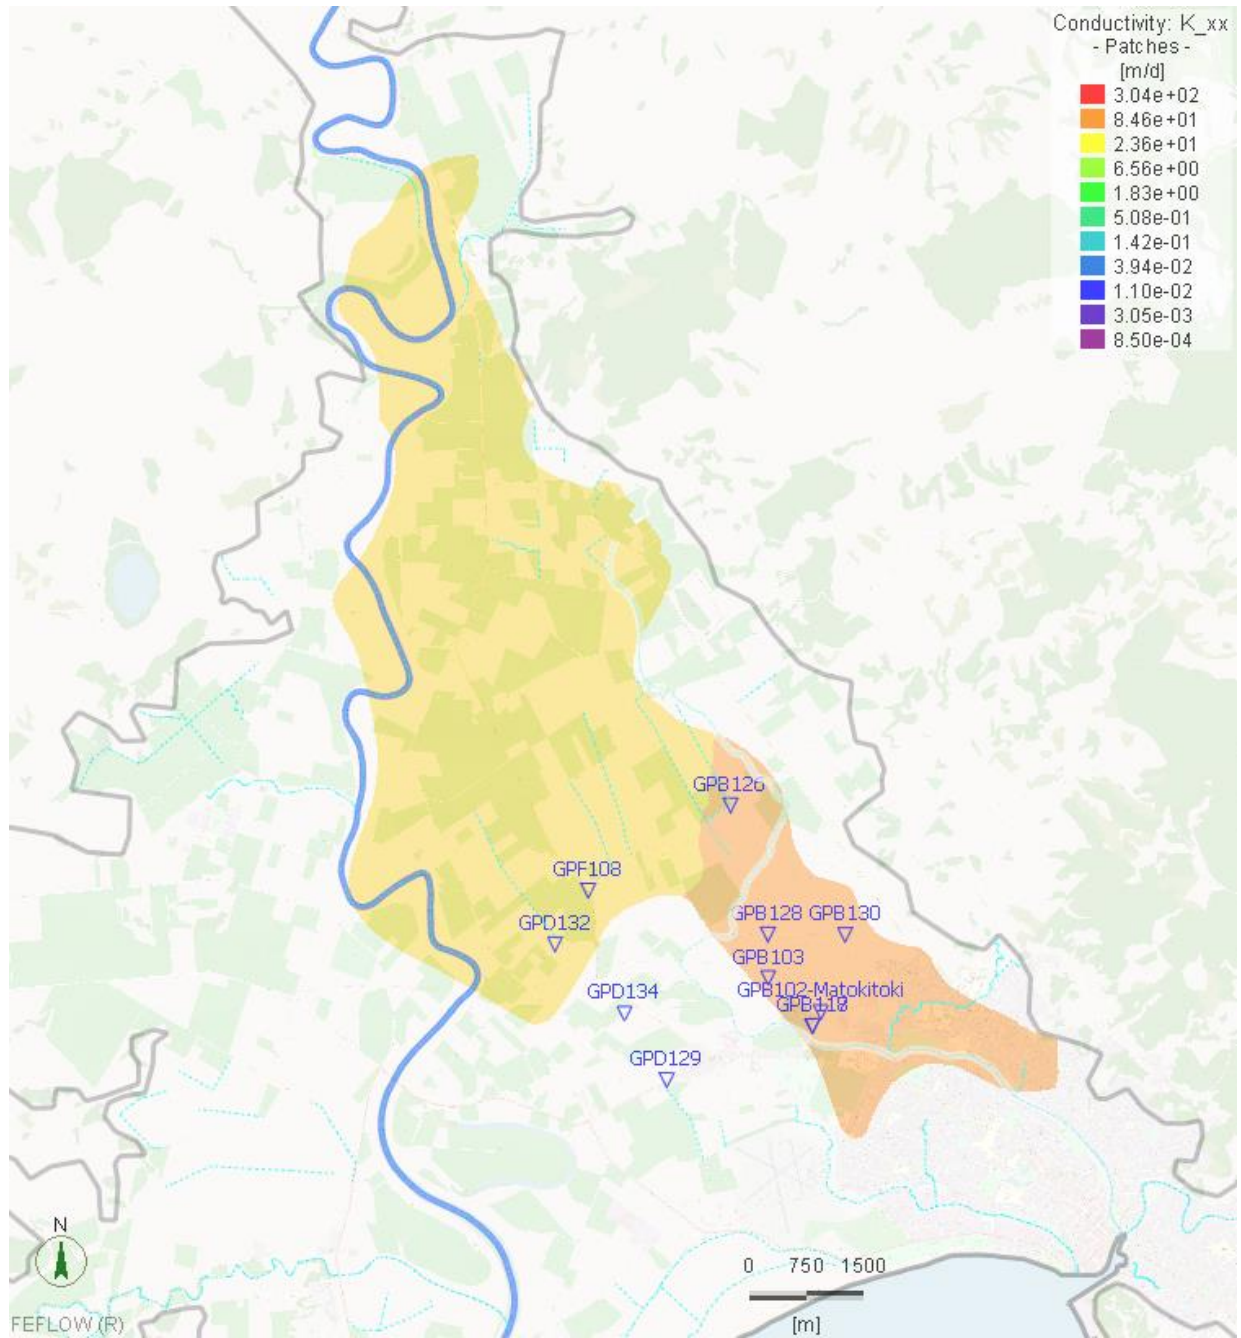 Conductivity: K_xx
- Patches -
[m/d]
3.04e+02
8.46e+01
2.36e+01
6.56e+00
1.83e+00
5.08e-01
1.42e-01
3.94e-02
1.10e-02
3.05e-03
8.50e-04
GPB126
GPF108
GPD132
GPB128
GPB130
GPB103
GPB102-Matokitoki
GPD134
GPD129
N
0 750 1500
[m]
FEFLOW (R)